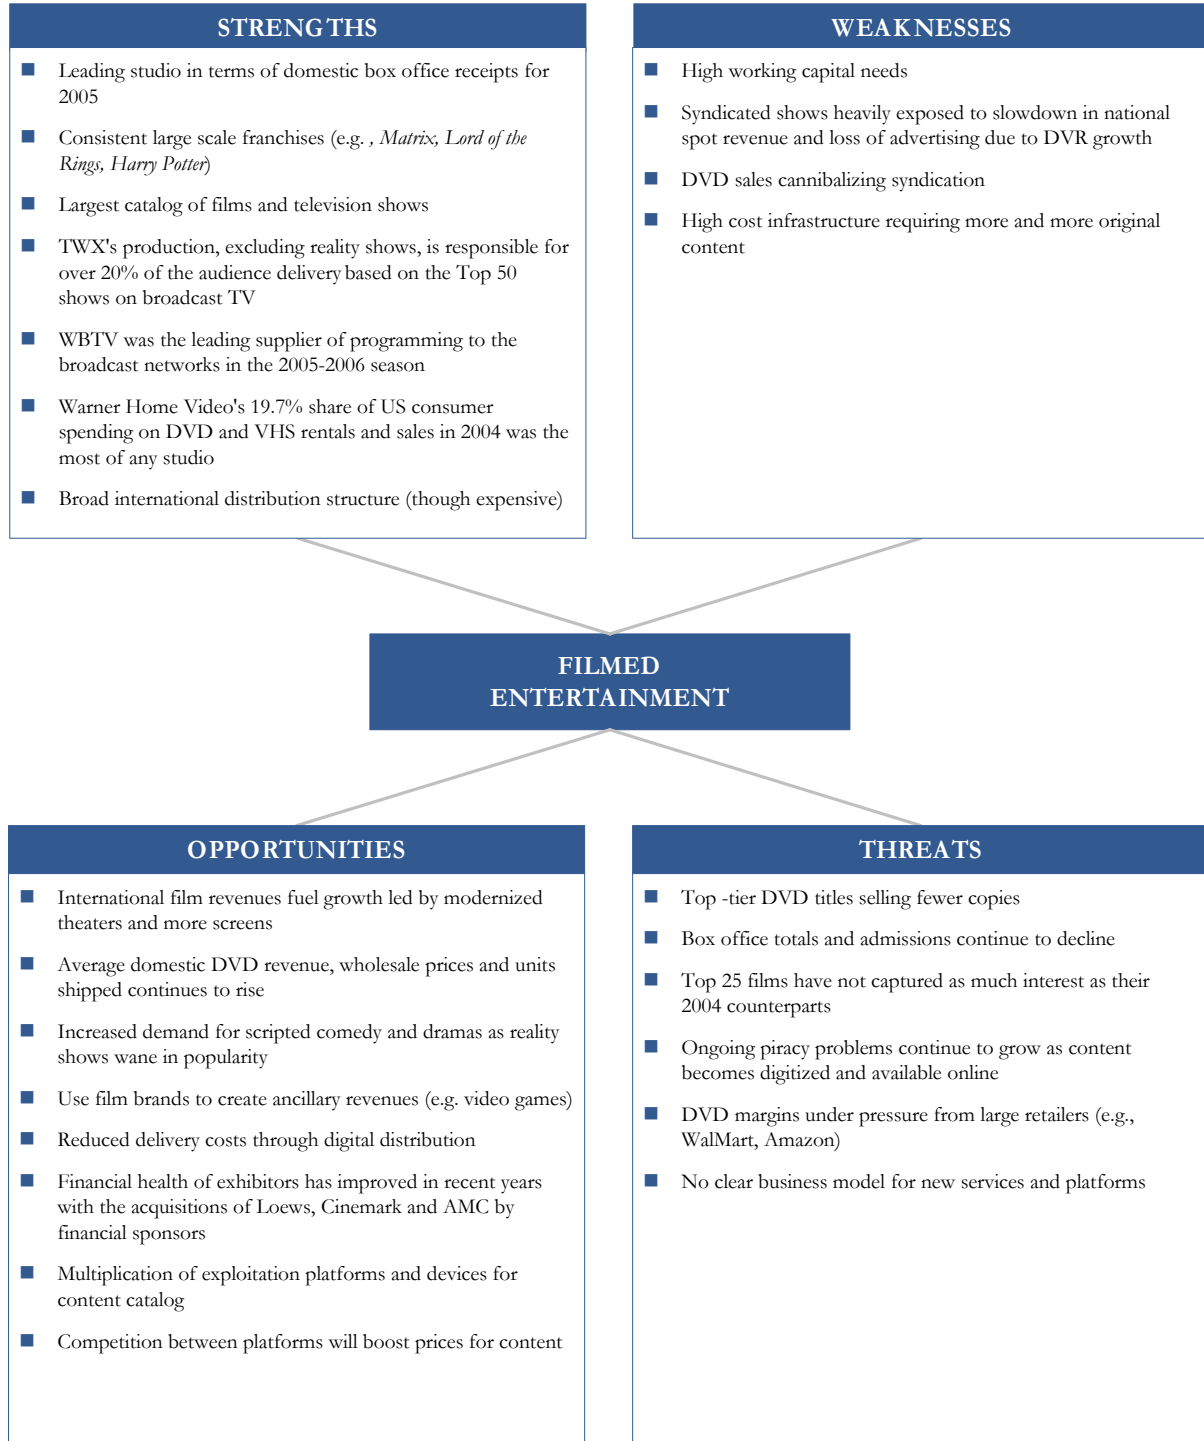 STRENGTHS
Leading studio in terms of domestic box office receipts for
2005
Consistent large scale franchises (e.g. , Matrix, Lord of the
Rings, Harry Potter)
Largest catalog of films and television shows
TWX's production, excluding reality shows, is responsible for
over 20% of the audience delivery based on the Top 50
shows on broadcast TV
WBTV was the leading supplier of programming to the
broadcast networks in the 2005-2006 season
Warner Home Video's 19.7% share of US consumer
spending on DVD and VHS rentals and sales in 2004 was the
most of any studio
Broad international distribution structure (though expensive)
WEAKNESSES
High working capital needs
Syndicated shows heavily exposed to slowdown in national
spot revenue and loss of advertising due to DVR growth
DVD sales cannibalizing syndication
High cost infrastructure requiring more and more original
content
FILMED
ENTERTAINMENT
OPPORTUNITIES
International film revenues fuel growth led by modernized
theaters and more screens
Average domestic DVD revenue, wholesale prices and units
shipped continues to rise
Increased demand for scripted comedy and dramas as reality
shows wane in popularity
Use film brands to create ancillary revenues (e.g. video games)
Reduced delivery costs through digital distribution
Financial health of exhibitors has improved in recent years
with the acquisitions of Loews, Cinemark and AMC by
financial sponsors
Multiplication of exploitation platforms and devices for
content catalog
Competition between platforms will boost prices for content
THREATS
Top -tier DVD titles selling fewer copies
Box office totals and admissions continue to decline
Top 25 films have not captured as much interest as their
2004 counterparts
Ongoing piracy problems continue to grow as content
becomes digitized and available online
DVD margins under pressure from large retailers (e.g.,
WalMart, Amazon)
No clear business model for new services and platforms